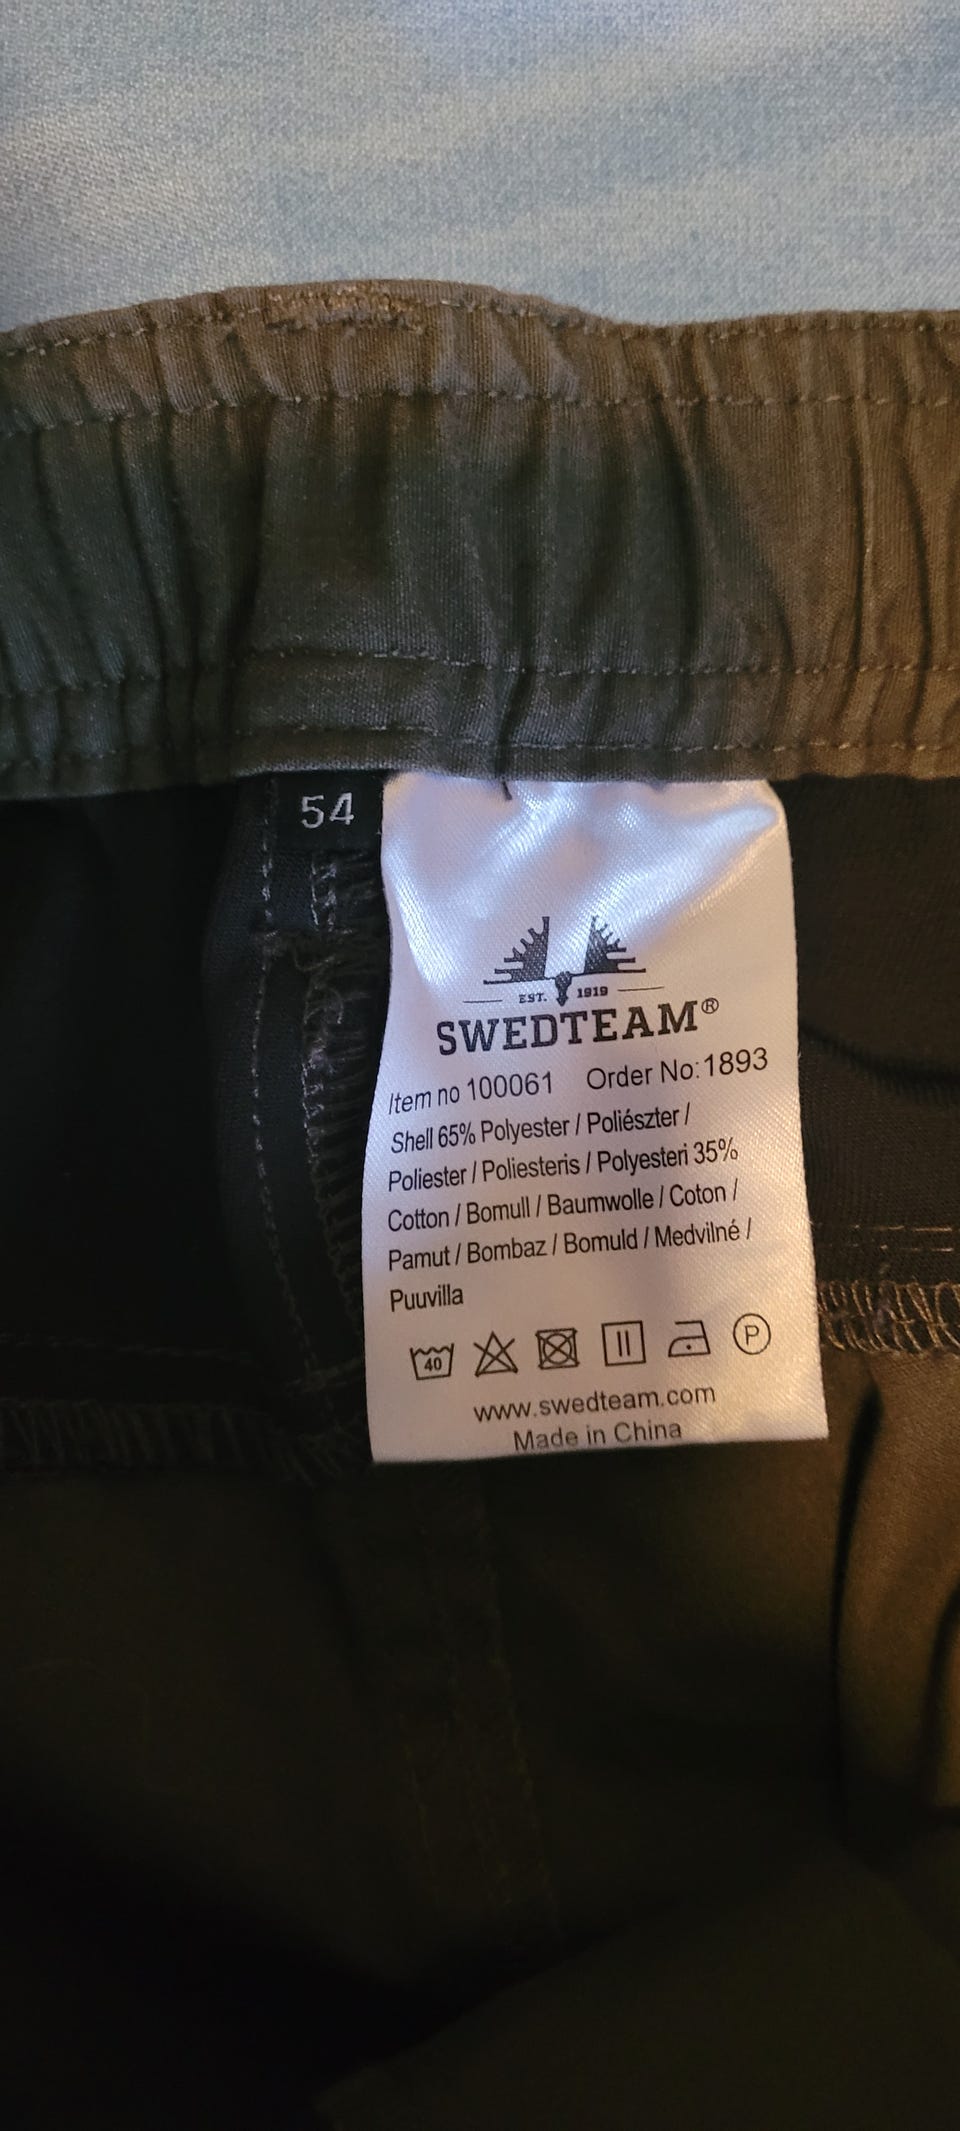 54
EST. 1919
SWEDTEAM®
Item no 100061 Order No: 1893
Shell 65% Polyester / Poliészter /
Poliester / Poliesteris / Polyesteri 35%
Cotton / Bomull / Baumwolle / Coton /
Pamut / Bombaz / Bomuld / Medvilné /
Puuvilla
40 P
www.swedteam.com
Made in China